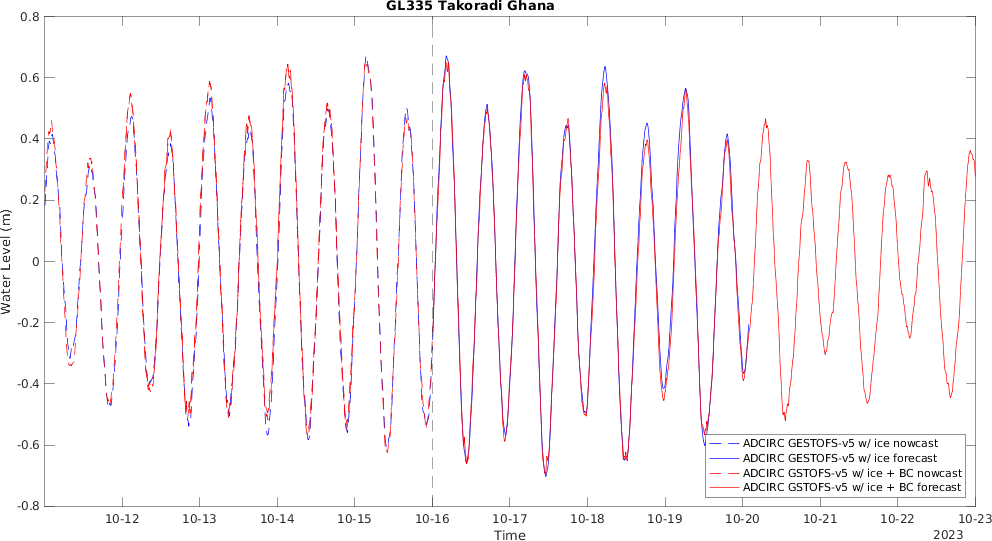 GL335 Takoradi Ghana
0.8
0.6
0.4
0.2
0
-0.2
-0.4
-0.6
-0.8
Water Level (m)
ADCIRC GESTOFS-v5 w/ ice nowcast
ADCIRC GESTOFS-v5 w/ ice forecast
ADCIRC GSTOFS-v5 w/ ice + BC nowcast
ADCIRC GSTOFS-v5 w/ ice + BC forecast
10-12 10-13 10-14 10-15 10-16 10-17 10-18 10-19 10-20 10-21 10-22 10-23
Time
2023